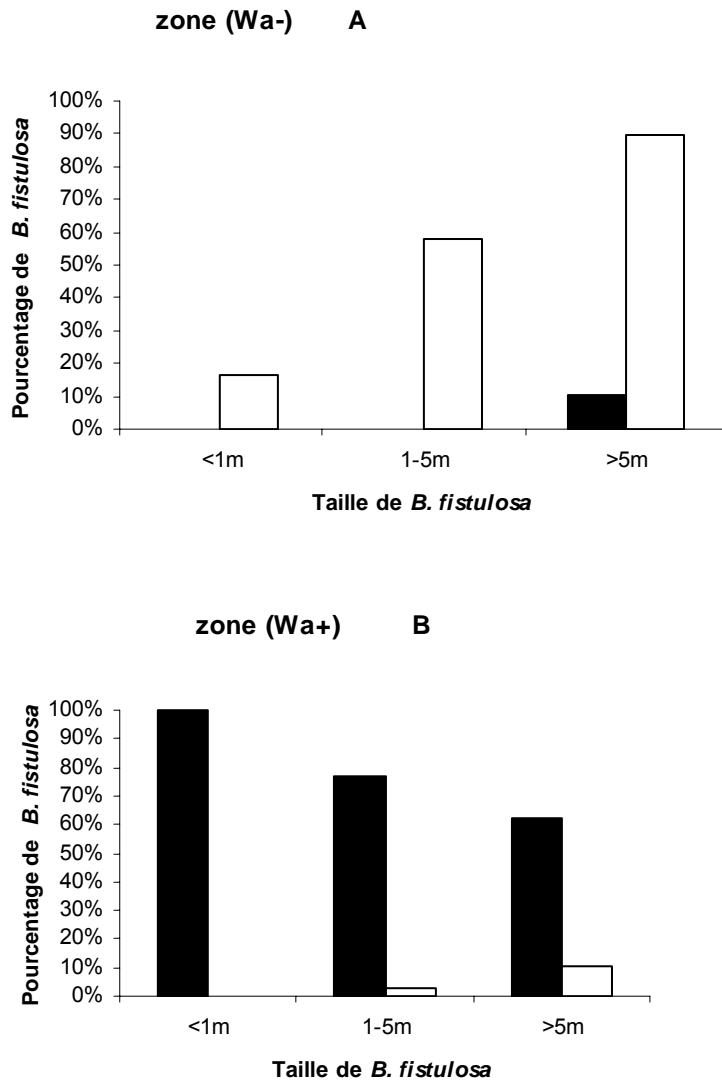 zone (Wa-) A
100%
90%
80%
70%
60%
50%
40%
30%
20%
10%
0%
Pourcentage de B. fistulosa
<1m 1-5m >5m
Taille de B. fistulosa
zone (Wa+) B
100%
90%
80%
70%
60%
50%
40%
30%
20%
10%
0%
Pourcentage de B. fistulosa
<1m 1-5m >5m
Taille de B. fistulosa